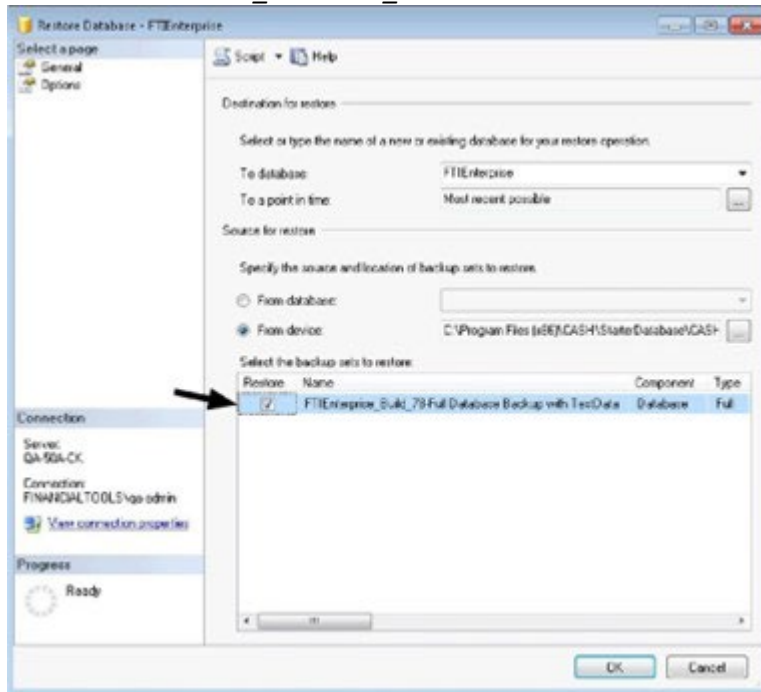 Restore Database - FTIEnterprise
Select a page
General
Options
Script Help
Destination for restore
Select or type the name of a new or existing database for your restore operation.
To database: FTIEnterprise
To a point in time: Most recent possible ...
Source for restore
Specify the source and location of backup sets to restore.
From database:
From device: C:\Program Files (x86)\CASH\StarterDatabase\CASH ...
Select the backup sets to restore:
Restore Name Component Type
FTIEnterprise_Build_78-Full Database Backup with TestData Database Full
Connection
Server:
Connection:
FINANCIALTOOLS\qa-admin
View connection properties
Progress
Ready
OK Cancel